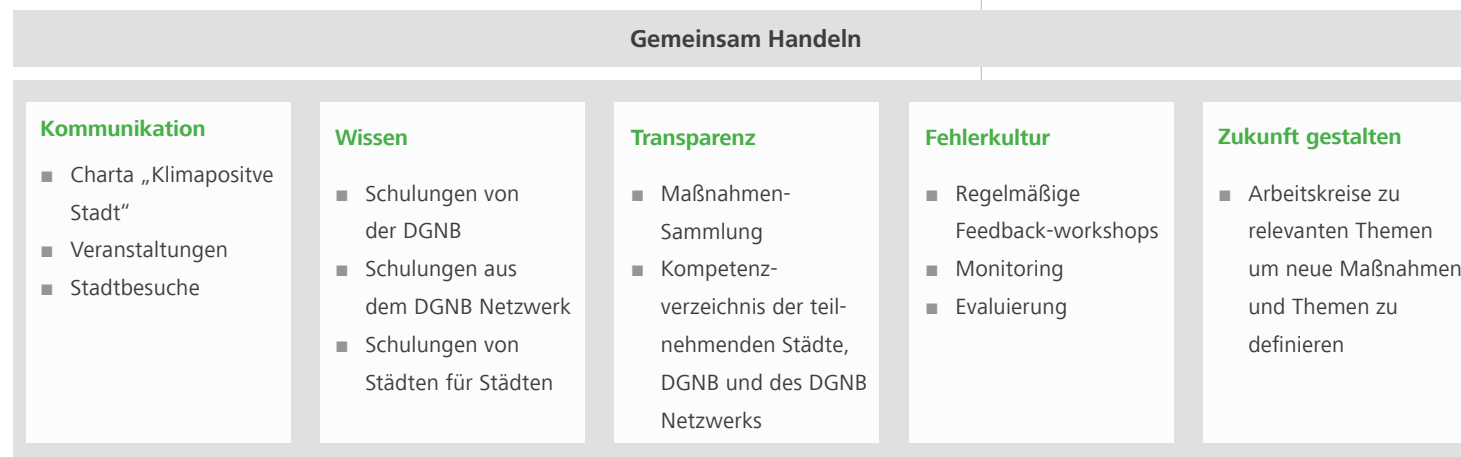 Gemeinsam Handeln
Kommunikation
■ Charta „Klimapositve
Stadt“
■ Veranstaltungen
■ Stadtbesuche
Wissen
■ Schulungen von
der DGNB
■ Schulungen aus
dem DGNB Netzwerk
■ Schulungen von
Städten für Städten
Transparenz
■ Maßnahmen-
Sammlung
■ Kompetenz-
verzeichnis der teil-
nehmenden Städte,
DGNB und des DGNB
Netzwerks
Fehlerkultur
■ Regelmäßige
Feedback-workshops
■ Monitoring
■ Evaluierung
Zukunft gestalten
■ Arbeitskreise zu
relevanten Themen
um neue Maßnahmen
und Themen zu
definieren